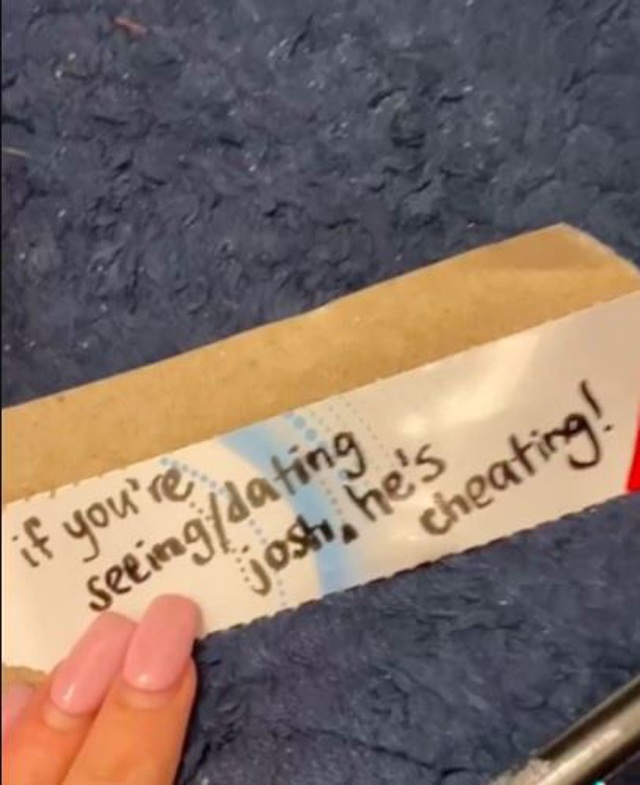 if you're
seeing/dating
josh, he's
cheating!